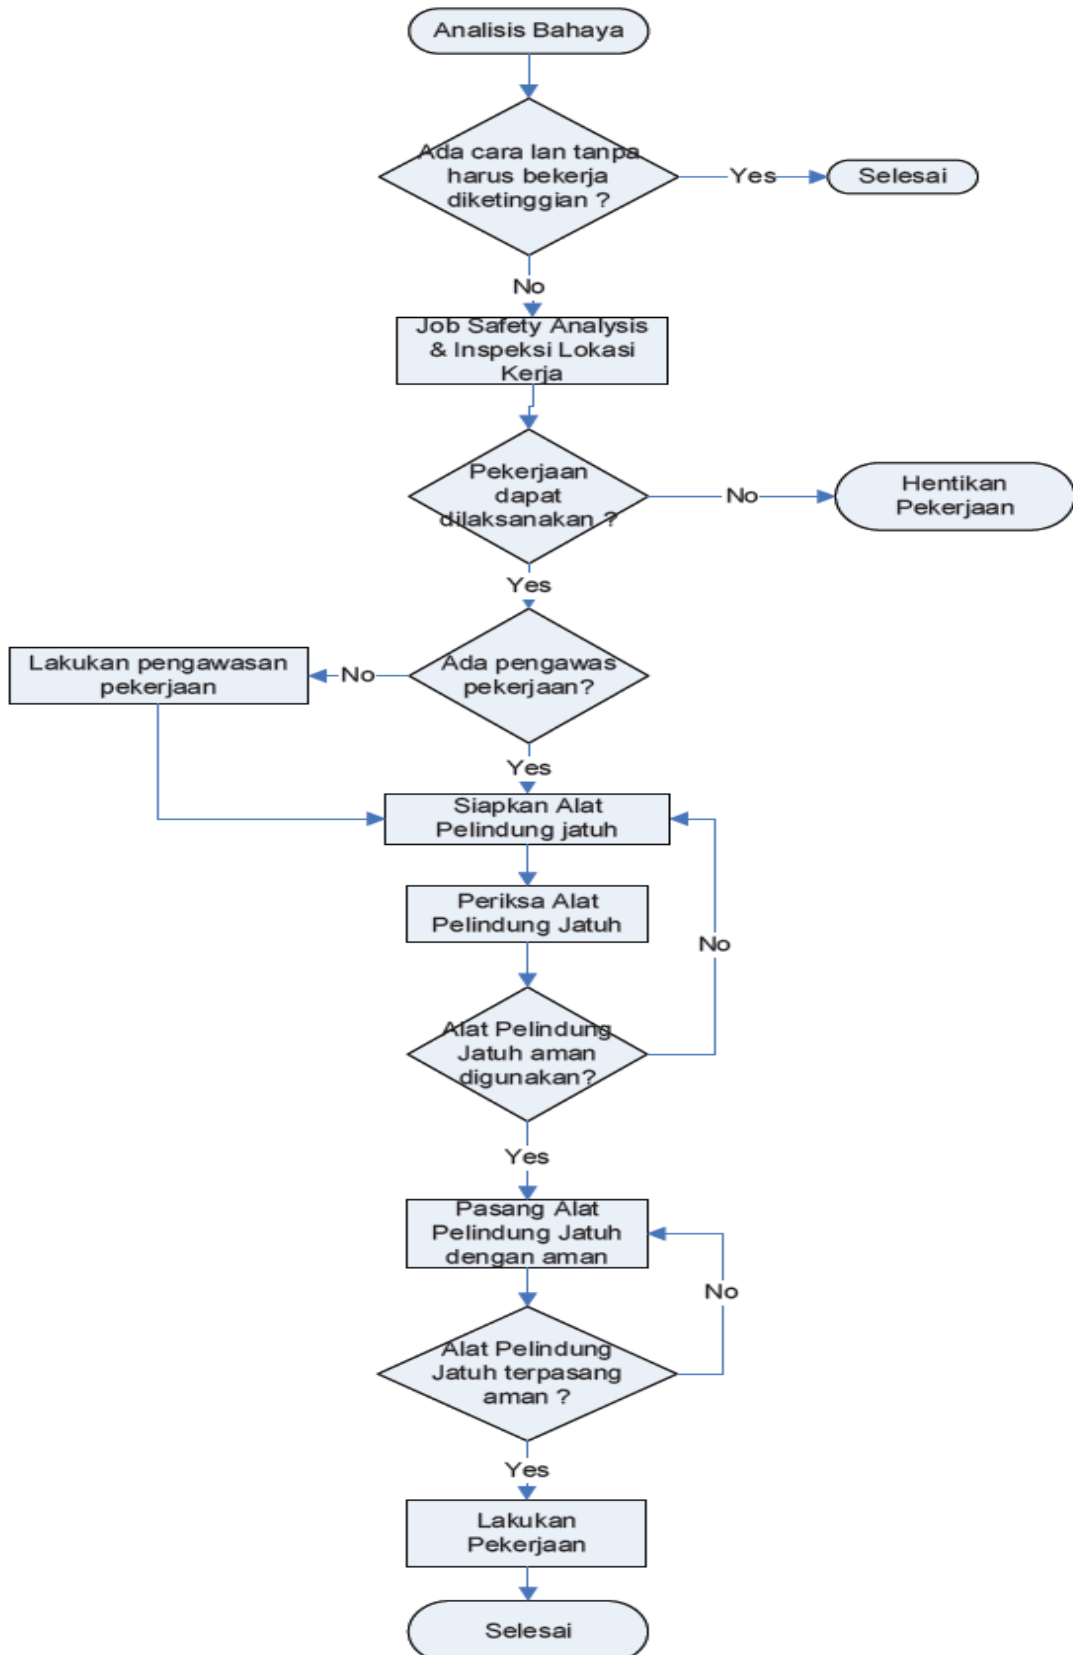 Analisis Bahaya
Ada cara lan tanpa
harus bekerja
diketinggian ?
Yes
Selesai
No
Job Safety Analysis
& Inspeksi Lokasi
Kerja
Pekerjaan
dapat
dilaksanakan ?
No
Hentikan
Pekerjaan
Yes
Ada pengawas
pekerjaan?
No
Lakukan pengawasan
pekerjaan
Yes
Siapkan Alat
Pelindung jatuh
Periksa Alat
Pelindung Jatuh
No
Alat Pelindung
Jatuh aman
digunakan?
Yes
Pasang Alat
Pelindung Jatuh
dengan aman
No
Alat Pelindung
Jatuh terpasang
aman ?
Yes
Lakukan
Pekerjaan
Selesai